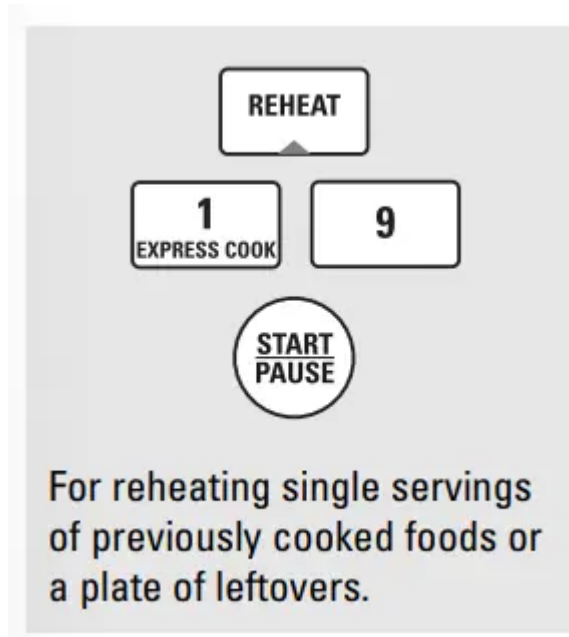 REHEAT
1 9
EXPRESS COOK
START
PAUSE
For reheating single servings
of previously cooked foods or
a plate of leftovers.